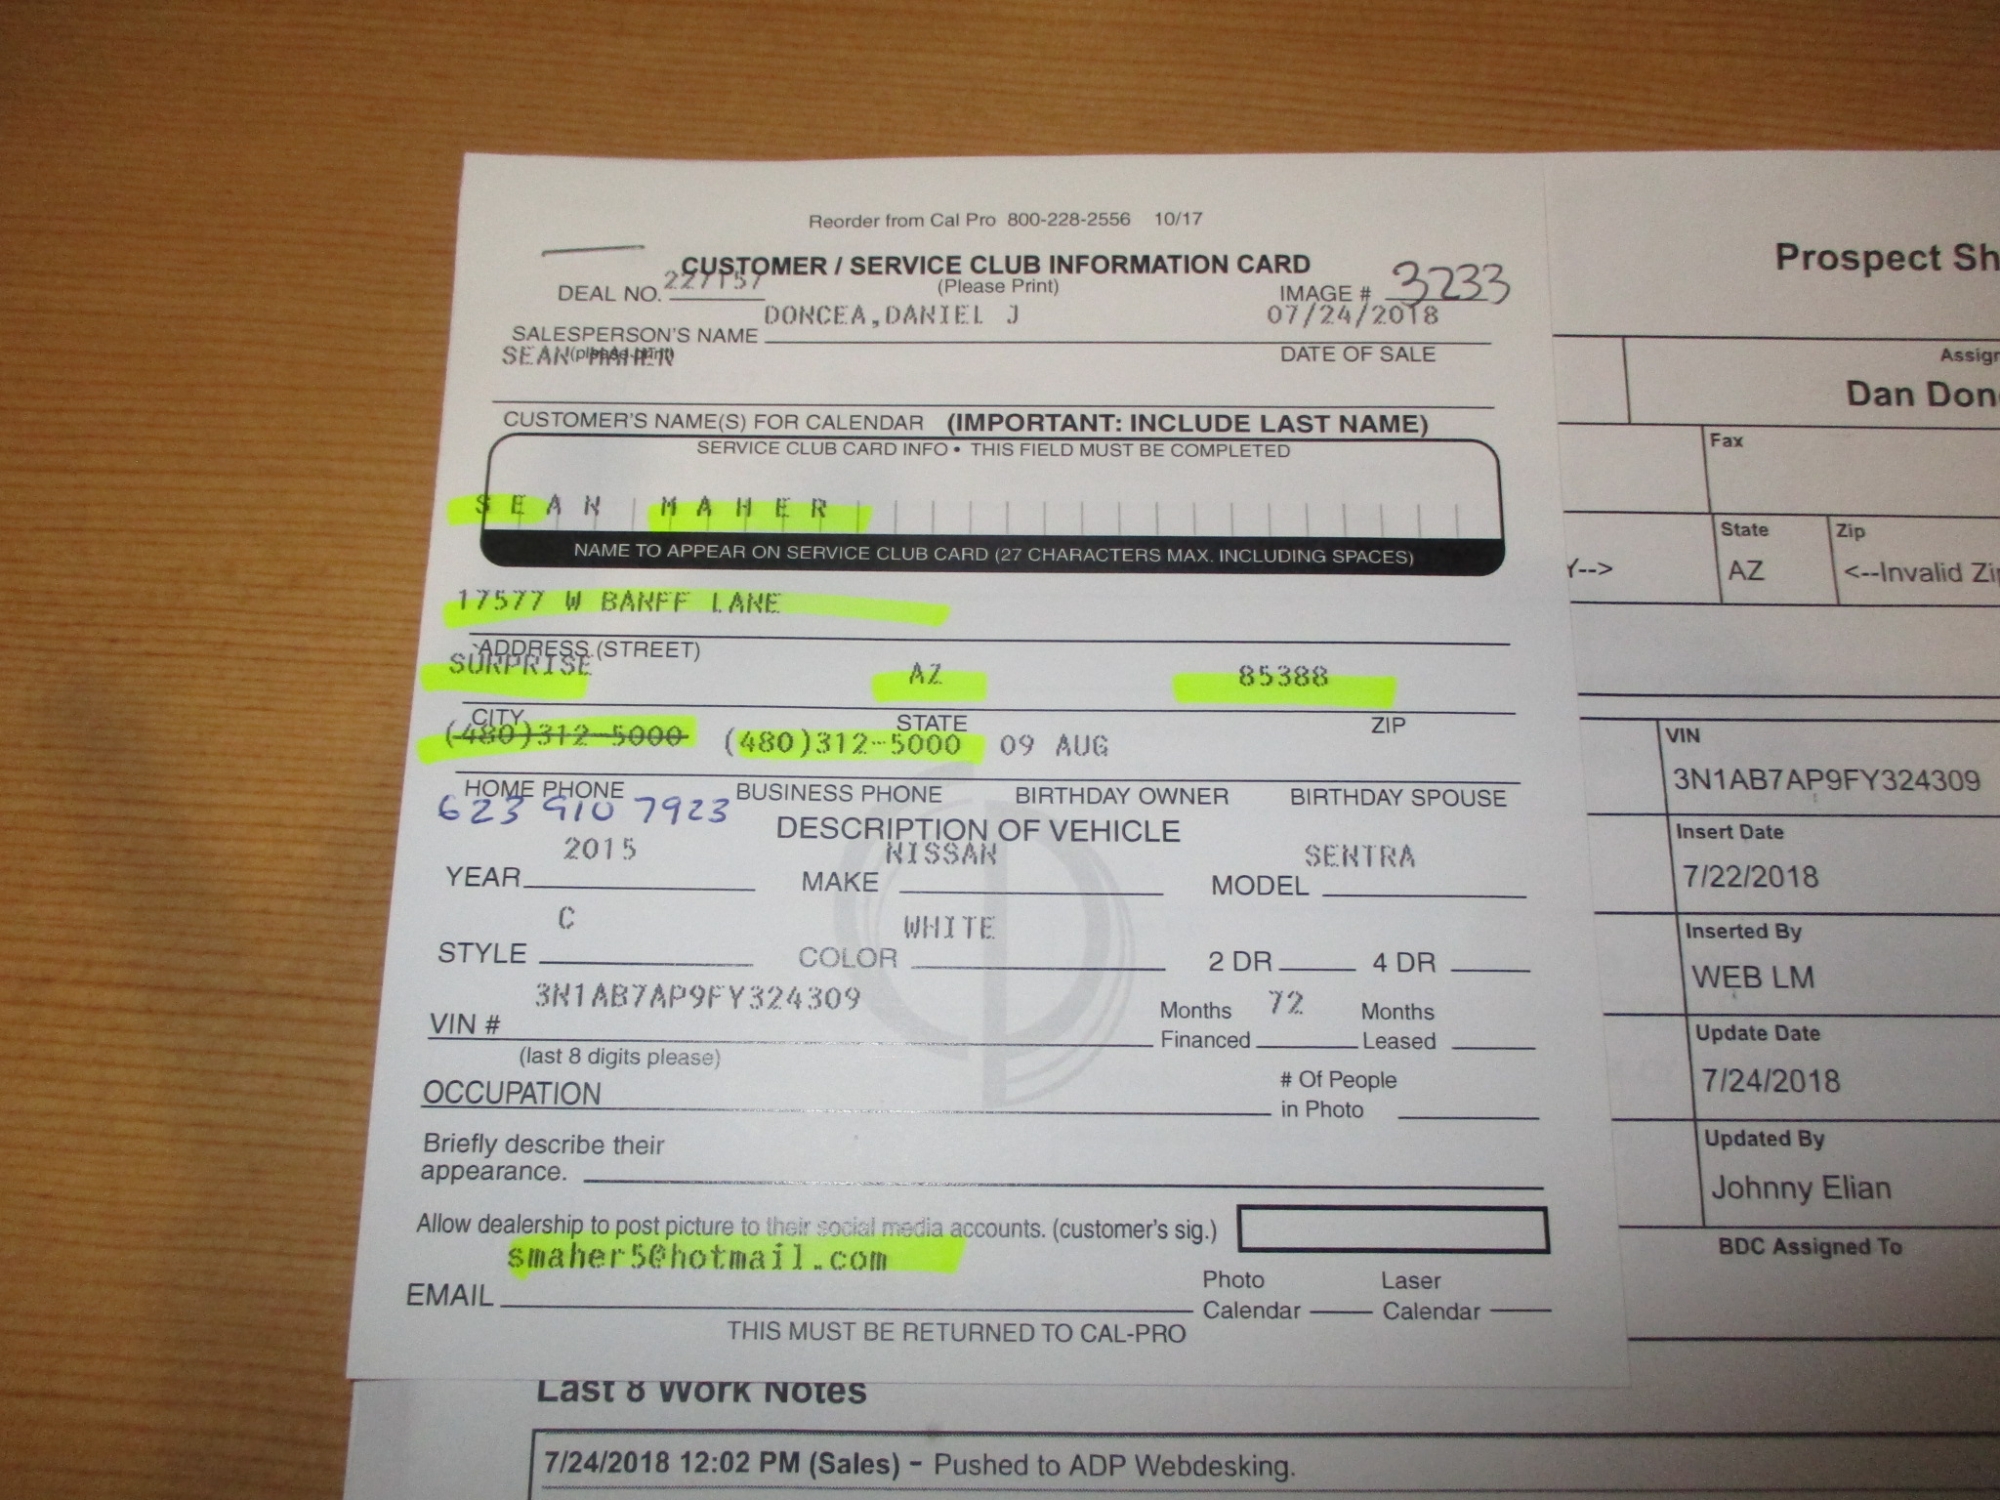 Reorder from Cal Pro 800-228-2556 10/17
CUSTOMER / SERVICE CLUB INFORMATION CARD
(Please Print)
DEAL NO. 227157
IMAGE # 3233
DONCEA,DANIEL J
07/24/2018
SALESPERSON'S NAME
(please print)
DATE OF SALE
SEAN MAHER
CUSTOMER'S NAME(S) FOR CALENDAR (IMPORTANT: INCLUDE LAST NAME)
SERVICE CLUB CARD INFO • THIS FIELD MUST BE COMPLETED
SEAN MAHER
NAME TO APPEAR ON SERVICE CLUB CARD (27 CHARACTERS MAX. INCLUDING SPACES)
17577 W BANFF LANE
ADDRESS (STREET)
SURPRISE AZ 85388
CITY STATE ZIP
(480)312-5000 (480)312-5000 09 AUG
HOME PHONE BUSINESS PHONE BIRTHDAY OWNER BIRTHDAY SPOUSE
623 910 7923
DESCRIPTION OF VEHICLE
2015 NISSAN SENTRA
YEAR MAKE MODEL
C WHITE
STYLE COLOR 2 DR 4 DR
3N1AB7AP9FY324309
VIN #
(last 8 digits please)
Months Financed 72 Months Leased
OCCUPATION
# Of People
in Photo
Briefly describe their
appearance.
Allow dealership to post picture to their social media accounts. (customer's sig.)
smaher5@hotmail.com
EMAIL
Photo Calendar Laser Calendar
THIS MUST BE RETURNED TO CAL-PRO
Prospect Sh
Assign
Dan Don
Fax
State Zip
Y--> AZ <--Invalid Zi
VIN
3N1AB7AP9FY324309
Insert Date
7/22/2018
Inserted By
WEB LM
Update Date
7/24/2018
Updated By
Johnny Elian
BDC Assigned To
Last 8 Work Notes
7/24/2018 12:02 PM (Sales) - Pushed to ADP Webdesking.